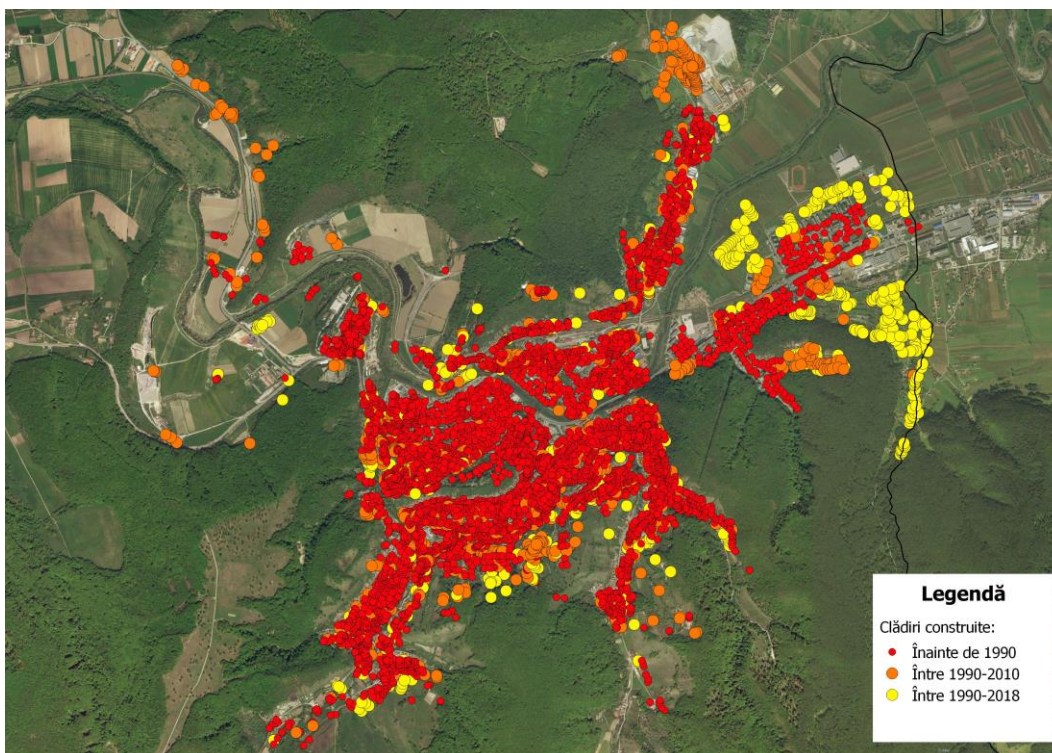 Legendă
Clădiri construite:
Înainte de 1990
Între 1990-2010
Între 1990-2018